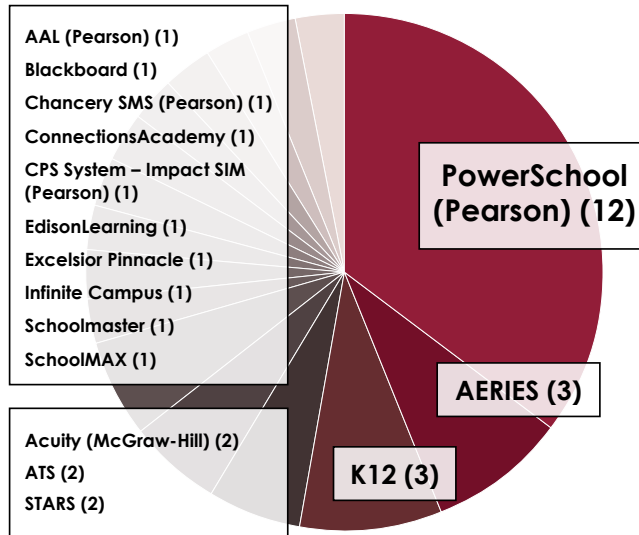 AAL (Pearson) (1)
Blackboard (1)
Chancery SMS (Pearson) (1)
ConnectionsAcademy (1)
CPS System – Impact SIM
(Pearson) (1)
EdisonLearning (1)
Excelsior Pinnacle (1)
Infinite Campus (1)
Schoolmaster (1)
SchoolMAX (1)
PowerSchool
(Pearson) (12)
AERIES (3)
K12 (3)
Acuity (McGraw-Hill) (2)
ATS (2)
STARS (2)